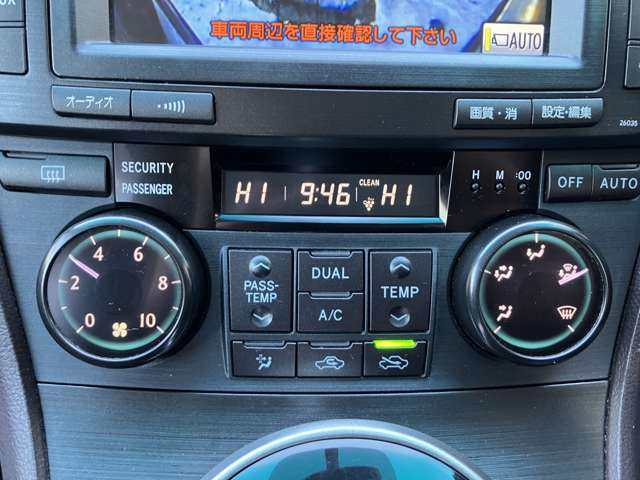 AUX
車両周辺を直接確認して下さい
AUTO
オーディオ
画質・消
設定・編集
26035
SECURITY
PASSENGER
HI 9:46 CLEAN HI
H M :00
OFF AUTO
0 2 4 6 8 10
PASS-
TEMP
DUAL
A/C
TEMP